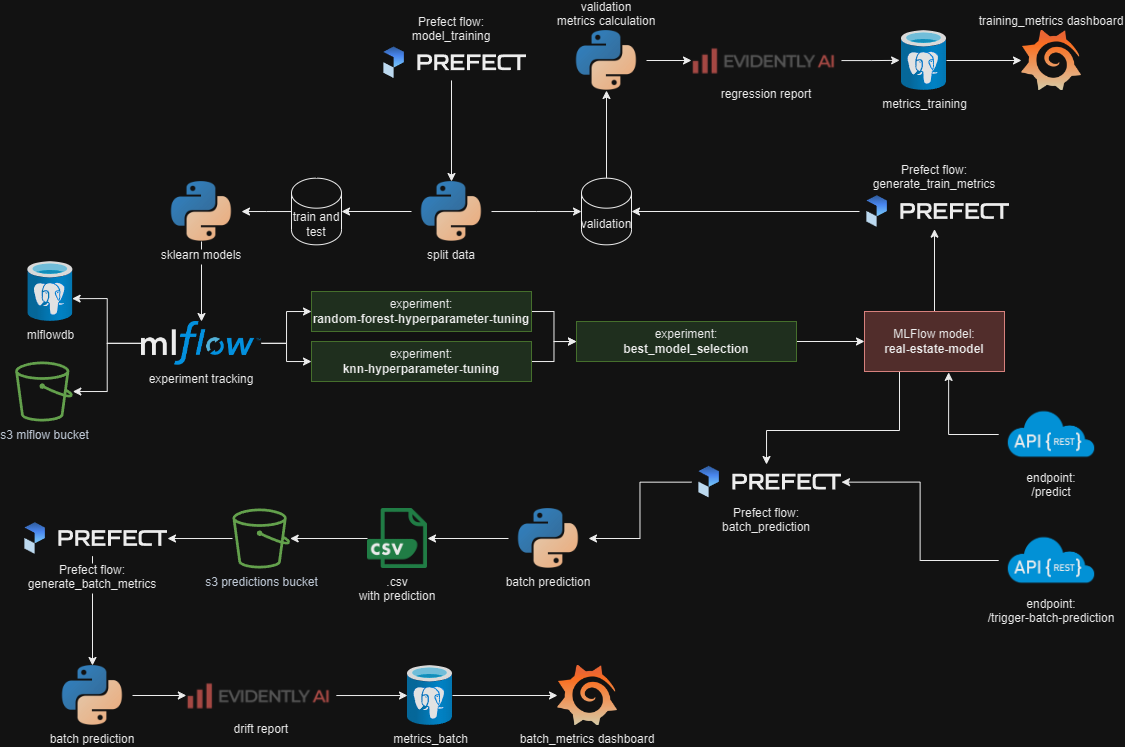 Prefect flow:
model_training
PREFECT
validation
metrics calculation
EVIDENTLY AI
regression report
metrics_training
training_metrics dashboard
sklearn models
train and
test
split data
validation
Prefect flow:
generate_train_metrics
PREFECT
mlflowdb
s3 mlflow bucket
mlflow
experiment tracking
experiment:
random-forest-hyperparameter-tuning
experiment:
knn-hyperparameter-tuning
experiment:
best_model_selection
MLFlow model:
real-estate-model
API {REST}
endpoint:
/predict
PREFECT
Prefect flow:
batch_prediction
API {REST}
endpoint:
/trigger-batch-prediction
batch prediction
CSV
.csv
with prediction
s3 predictions bucket
PREFECT
Prefect flow:
generate_batch_metrics
batch prediction
EVIDENTLY AI
drift report
metrics_batch
batch_metrics dashboard